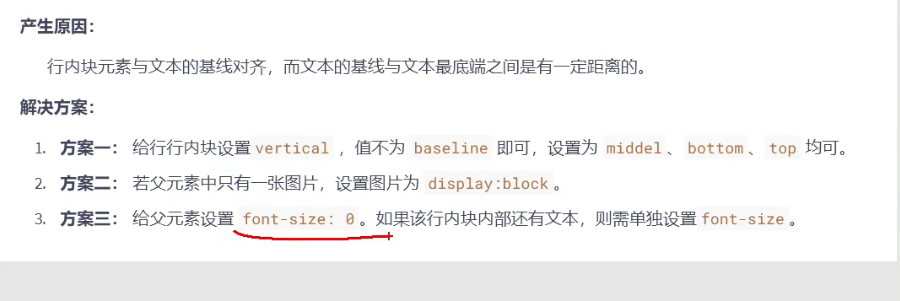 产生原因：
行内块元素与文本的基线对齐，而文本的基线与文本最底端之间是有一定距离的。
解决方案：
1. 方案一： 给行行内块设置 vertical ，值不为 baseline 即可，设置为 middel 、 bottom 、 top 均可。
2. 方案二： 若父元素中只有一张图片，设置图片为 display:block 。
3. 方案三： 给父元素设置 font-size: 0 。如果该行内块内部还有文本，则需单独设置 font-size 。